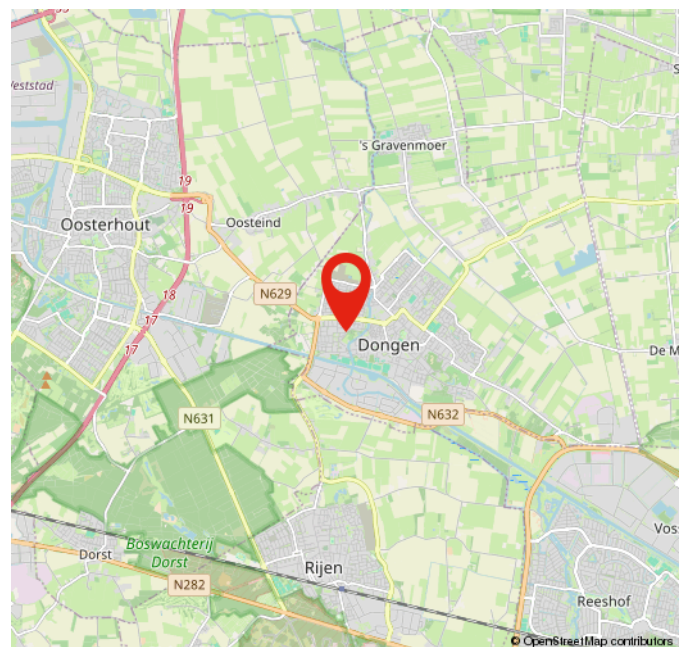 Weststad
's Gravenmoer
19
19
Oosterhout
Oosteind
N629
18
17
17
Dongen
De M
N631
N632
Vos
Boswachterij
Dorst
Dorst
Rijen
N282
Reeshof
© OpenStreetMap contributors